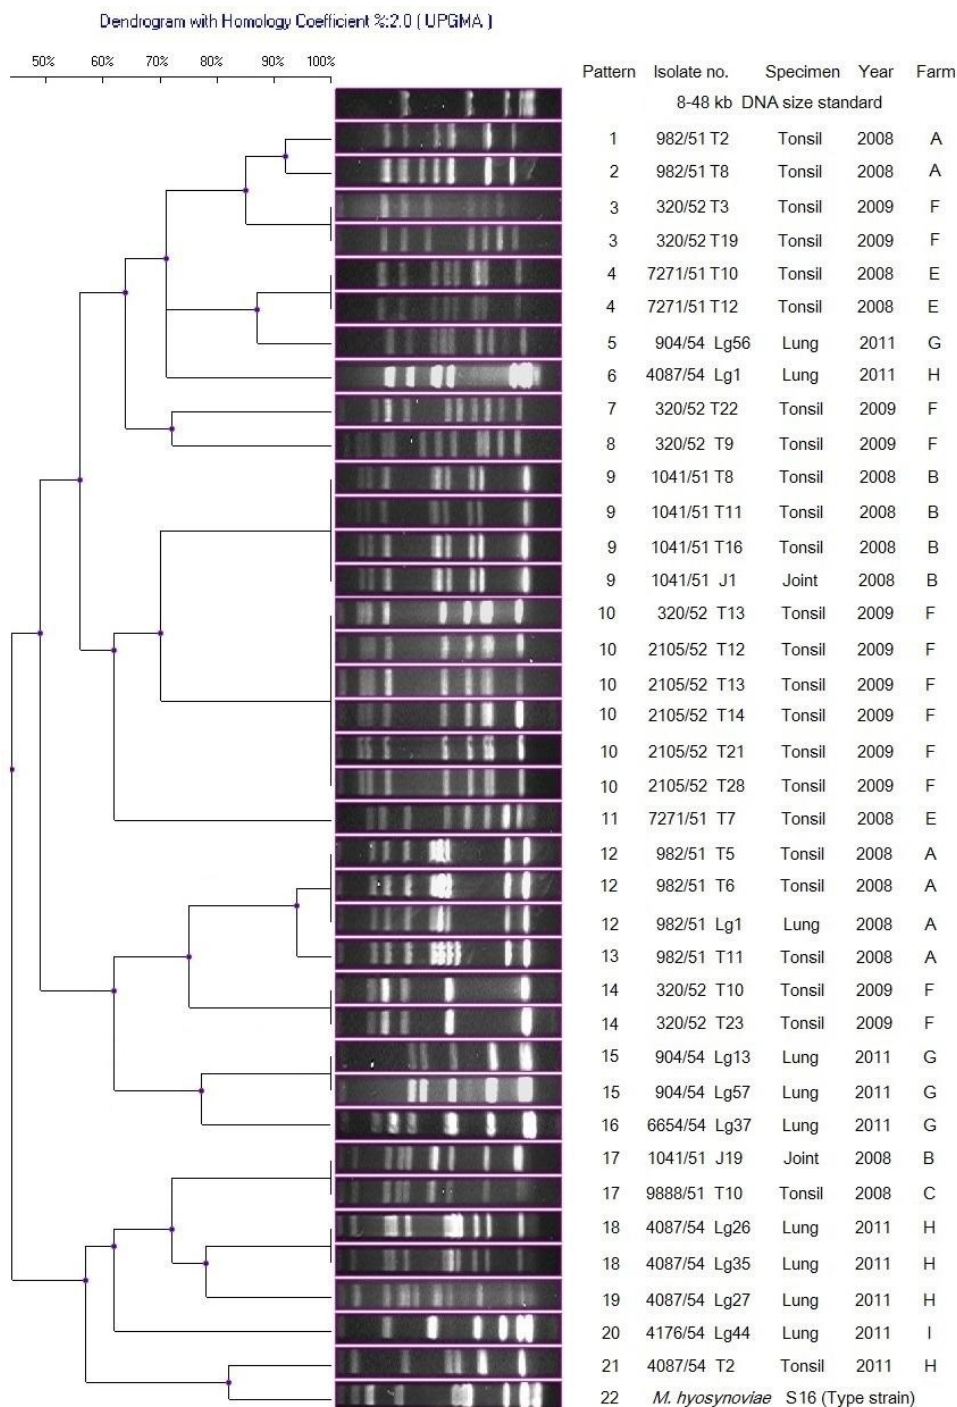 Dendrogram with Homology Coefficient %:2.0 ( UPGMA )
50% 60% 70% 80% 90% 100%
Pattern Isolate no. Specimen Year Farm
8-48 kb DNA size standard
1 982/51 T2 Tonsil 2008 A
2 982/51 T8 Tonsil 2008 A
3 320/52 T3 Tonsil 2009 F
3 320/52 T19 Tonsil 2009 F
4 7271/51 T10 Tonsil 2008 E
4 7271/51 T12 Tonsil 2008 E
5 904/54 Lg56 Lung 2011 G
6 4087/54 Lg1 Lung 2011 H
7 320/52 T22 Tonsil 2009 F
8 320/52 T9 Tonsil 2009 F
9 1041/51 T8 Tonsil 2008 B
9 1041/51 T11 Tonsil 2008 B
9 1041/51 T16 Tonsil 2008 B
9 1041/51 J1 Joint 2008 B
10 320/52 T13 Tonsil 2009 F
10 2105/52 T12 Tonsil 2009 F
10 2105/52 T13 Tonsil 2009 F
10 2105/52 T14 Tonsil 2009 F
10 2105/52 T21 Tonsil 2009 F
10 2105/52 T28 Tonsil 2009 F
11 7271/51 T7 Tonsil 2008 E
12 982/51 T5 Tonsil 2008 A
12 982/51 T6 Tonsil 2008 A
12 982/51 Lg1 Lung 2008 A
13 982/51 T11 Tonsil 2008 A
14 320/52 T10 Tonsil 2009 F
14 320/52 T23 Tonsil 2009 F
15 904/54 Lg13 Lung 2011 G
15 904/54 Lg57 Lung 2011 G
16 6654/54 Lg37 Lung 2011 G
17 1041/51 J19 Joint 2008 B
17 9888/51 T10 Tonsil 2008 C
18 4087/54 Lg26 Lung 2011 H
18 4087/54 Lg35 Lung 2011 H
19 4087/54 Lg27 Lung 2011 H
20 4176/54 Lg44 Lung 2011 I
21 4087/54 T2 Tonsil 2011 H
22 M. hyosynoviae S16 (Type strain)